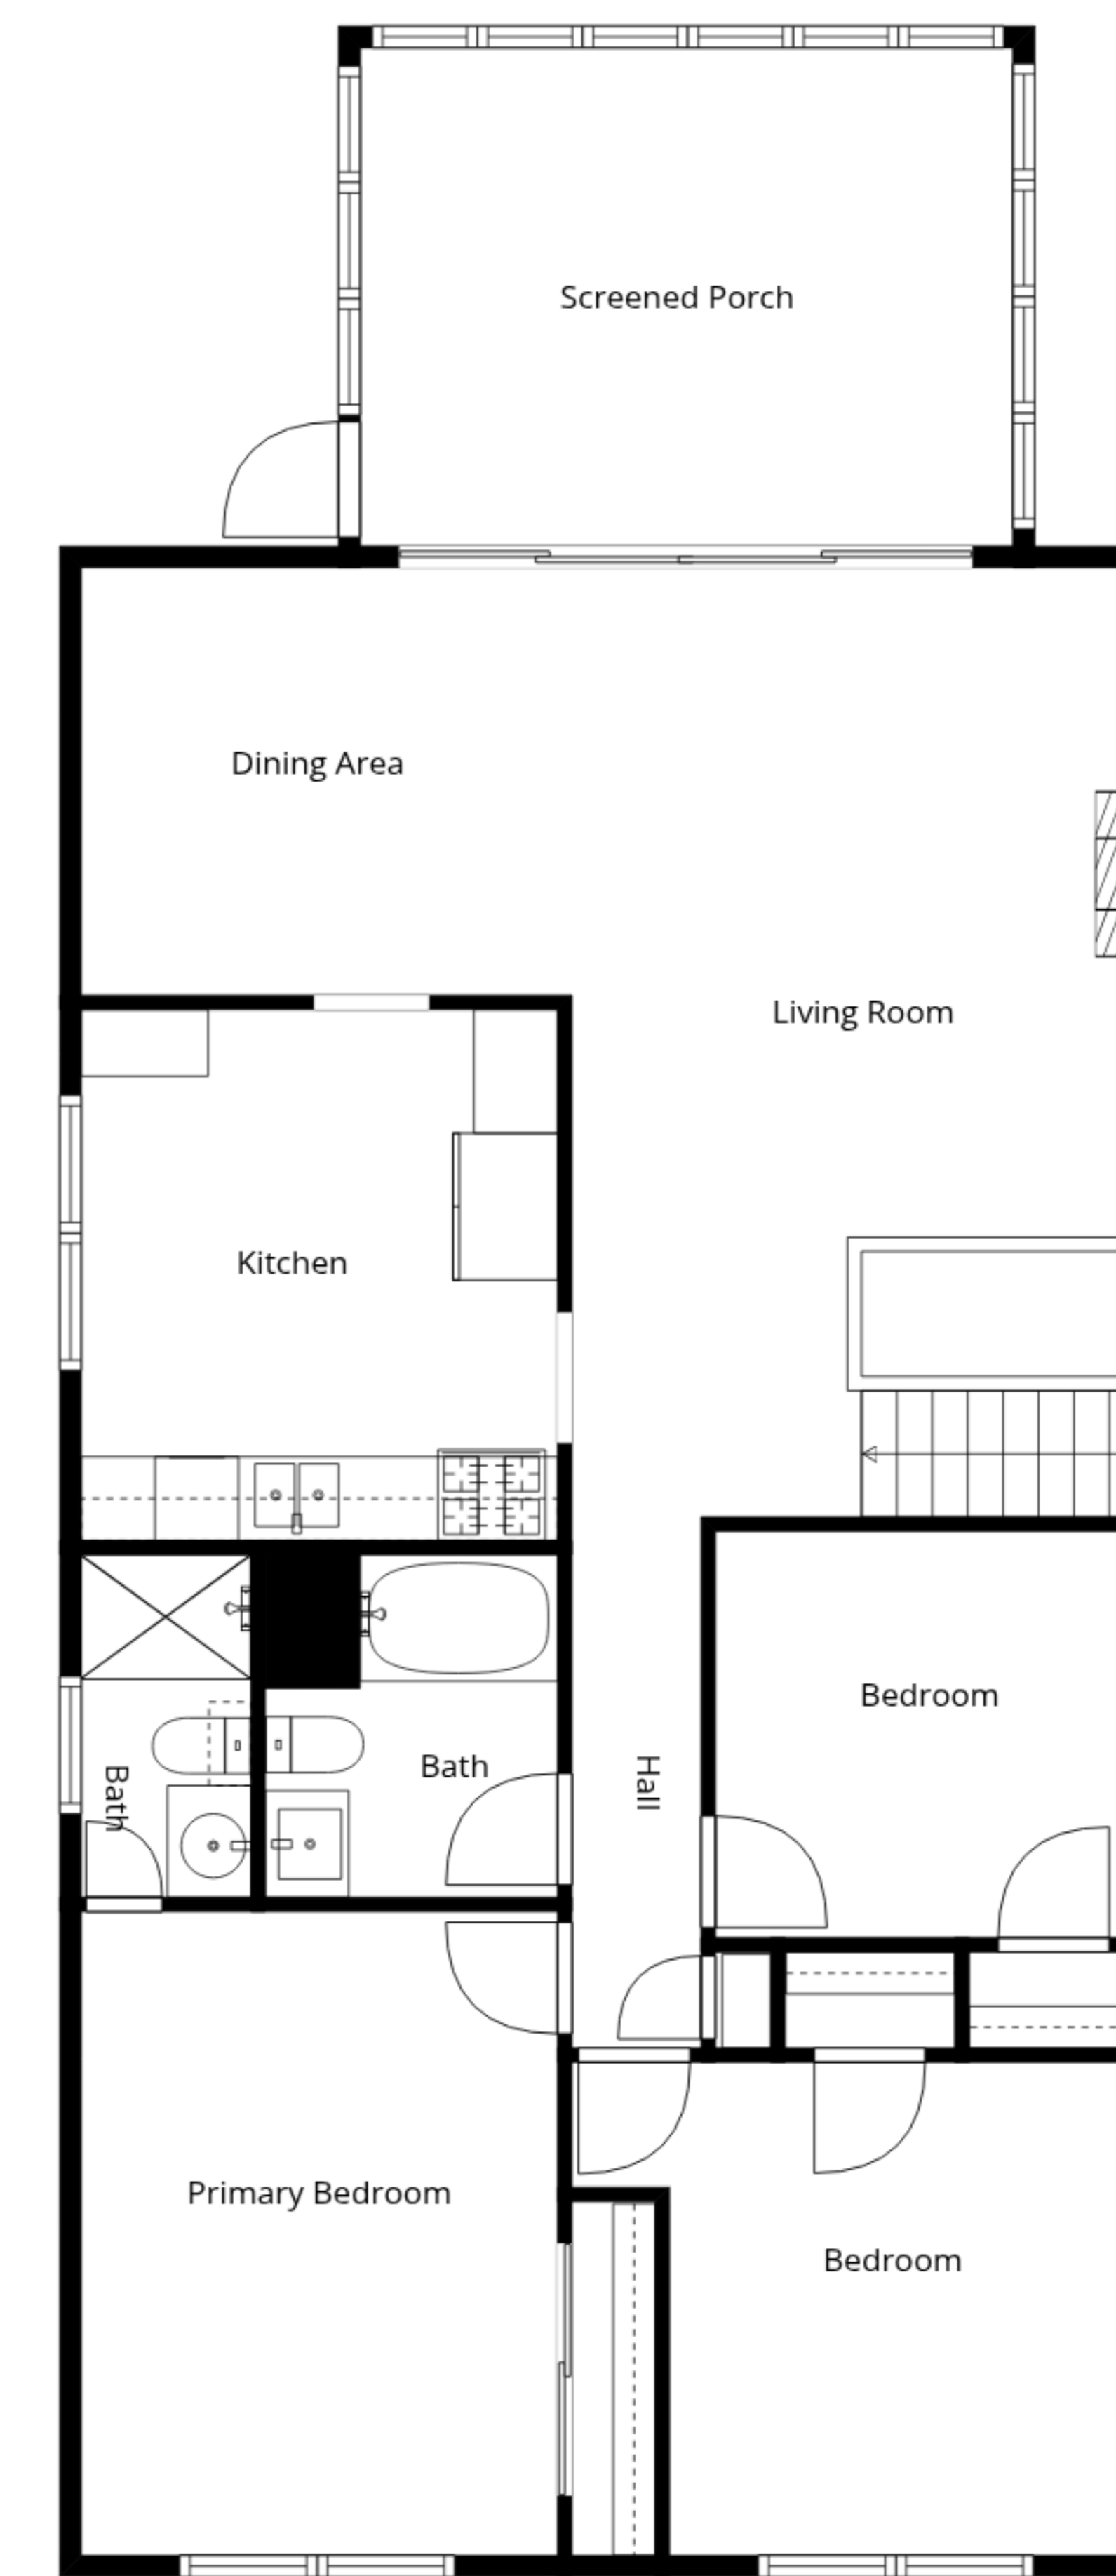 Screened Porch
Dining Area
Living Room
Kitchen
Bedroom
Bath
Bath
Hall
Primary Bedroom
Bedroom